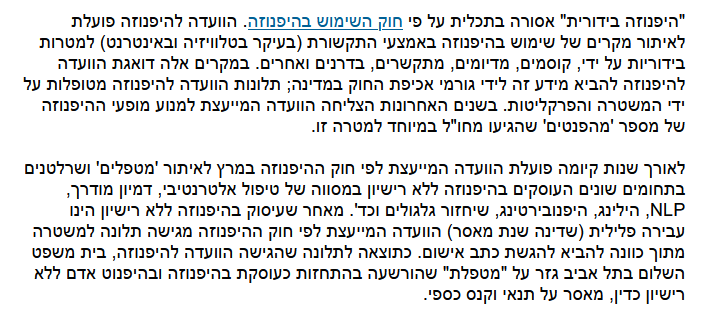 "היפנוזה בידורית" אסורה בתכלית על פי חוק השימוש בהיפנוזה. הוועדה להיפנוזה פועלת
לאיתור מקרים של שימוש בהיפנוזה באמצעי התקשורת (בעיקר בטלוויזיה ובאינטרנט) למטרות
בידוריות על ידי, קוסמים, מדיומים, מתקשרים, בדרנים ואחרים. במקרים אלה דואגת הוועדה
להיפנוזה להביא מידע זה לידי גורמי אכיפת החוק במדינה; תלונות הוועדה להיפנוזה מטופלות על
ידי המשטרה והפרקליטות. בשנים האחרונות הצליחה הוועדה המייעצת למנוע מופעי ההיפנוזה
של מספר 'מהפנטים' שהגיעו מחו"ל במיוחד למטרה זו.
לאורך שנות קיומה פועלת הוועדה המייעצת לפי חוק ההיפנוזה במרץ לאיתור 'מטפלים' ושרלטנים
בתחומים שונים העוסקים בהיפנוזה ללא רישיון במסווה של טיפול אלטרנטיבי, דמיון מודרך,
NLP, הילינג, היפנובירטינג, שיחזור גלגולים וכד'. מאחר שעיסוק בהיפנוזה ללא רישיון הינו
עבירה פלילית (שדינה שנת מאסר) הוועדה המייעצת לפי חוק ההיפנוזה מגישה תלונה למשטרה
מתוך כוונה להביא להגשת כתב אישום. כתוצאה לתלונה שהגישה הוועדה להיפנוזה, בית משפט
השלום בתל אביב גזר על "מטפלת" שהורשעה בהתחזות כעוסקת בהיפנוזה ובהיפנוט אדם ללא
רישיון כדין, מאסר על תנאי וקנס כספי.